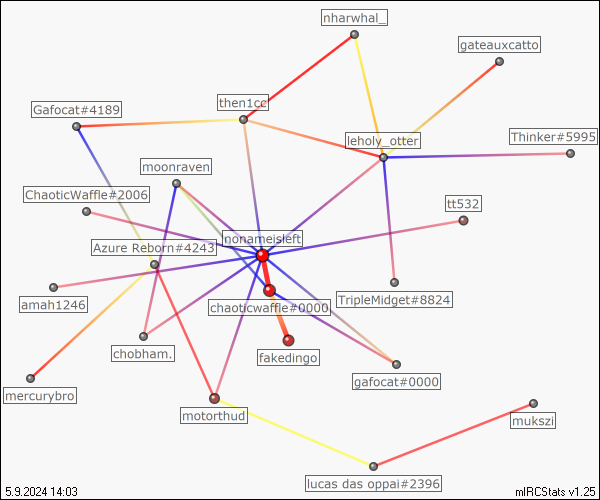 nharwhal_
gateauxcatto
then1cc
Gafocat#4189
leholy_otter
Thinker#5995
moonraven
ChaoticWaffle#2006
tt532
nonameisleft
Azure Reborn#4243
amah1246
chaoticwaffle#0000
TripleMidget#8824
chobham.
fakedingo
gafocat#0000
mercurybro
motorthud
mukszi
lucas das oppai#2396
5.9.2024 14:03
mIRCStats v1.25